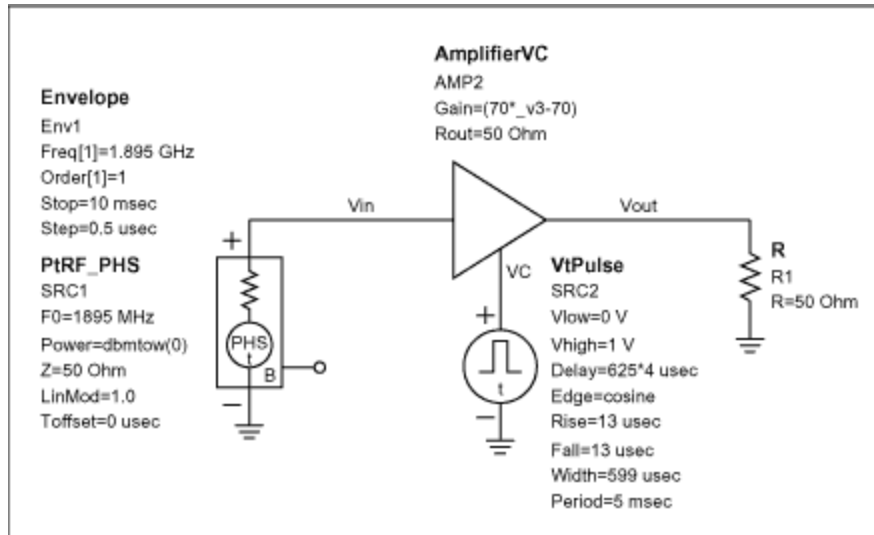 AmplifierVC
AMP2
Gain=(70*_v3-70)
Rout=50 Ohm
Envelope
Env1
Freq[1]=1.895 GHz
Order[1]=1
Stop=10 msec
Step=0.5 usec
Vin
Vout
VC
+
PtRF_PHS
SRC1
F0=1895 MHz
Power=dbmtow(0)
Z=50 Ohm
LinMod=1.0
Toffset=0 usec
PHS
t
B
−
VtPulse
SRC2
Vlow=0 V
Vhigh=1 V
Delay=625*4 usec
Edge=cosine
Rise=13 usec
Fall=13 usec
Width=599 usec
Period=5 msec
+
t
−
R
R1
R=50 Ohm